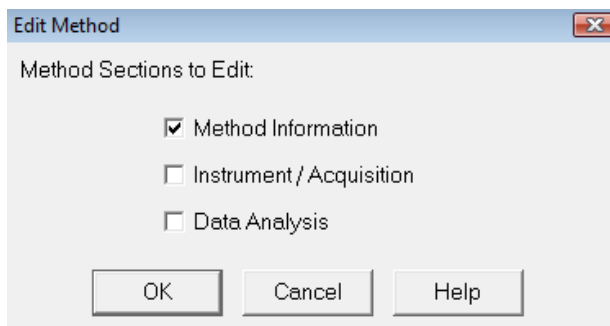 Edit Method
Method Sections to Edit:
Method Information
Instrument / Acquisition
Data Analysis
OK Cancel Help